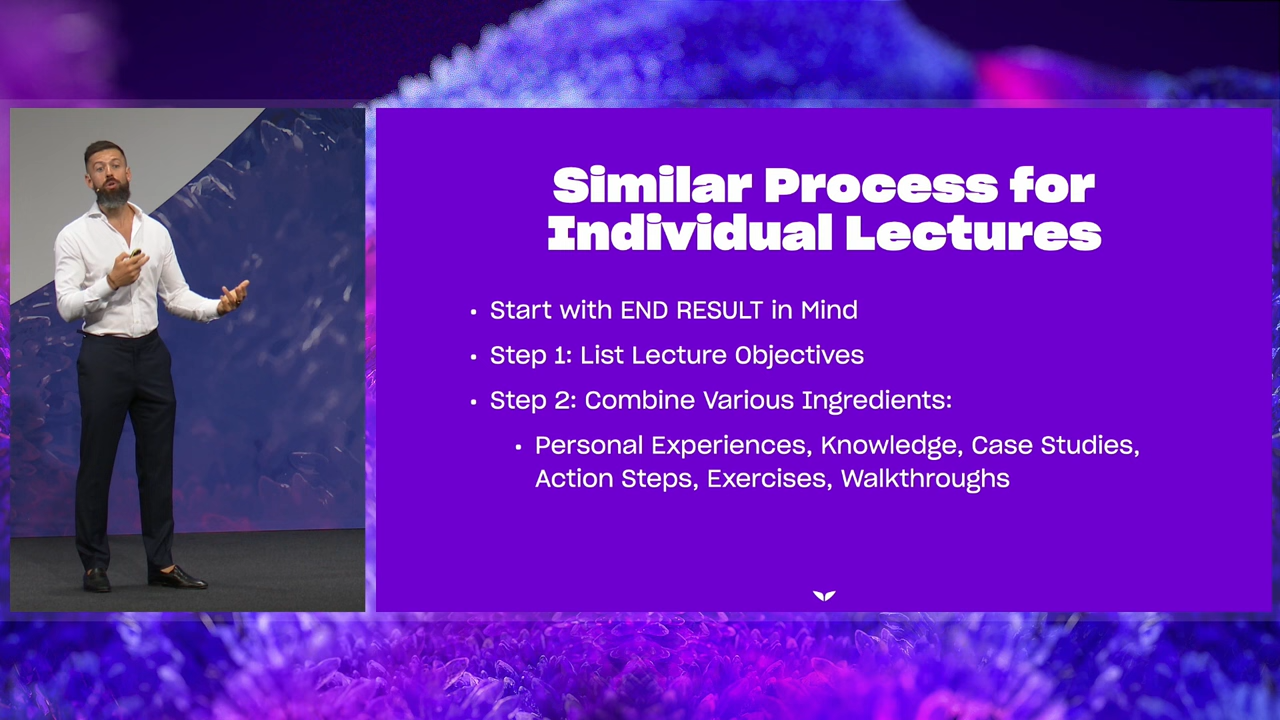 Similar Process for
Individual Lectures
• Start with END RESULT in Mind
• Step 1: List Lecture Objectives
• Step 2: Combine Various Ingredients:
• Personal Experiences, Knowledge, Case Studies,
Action Steps, Exercises, Walkthroughs